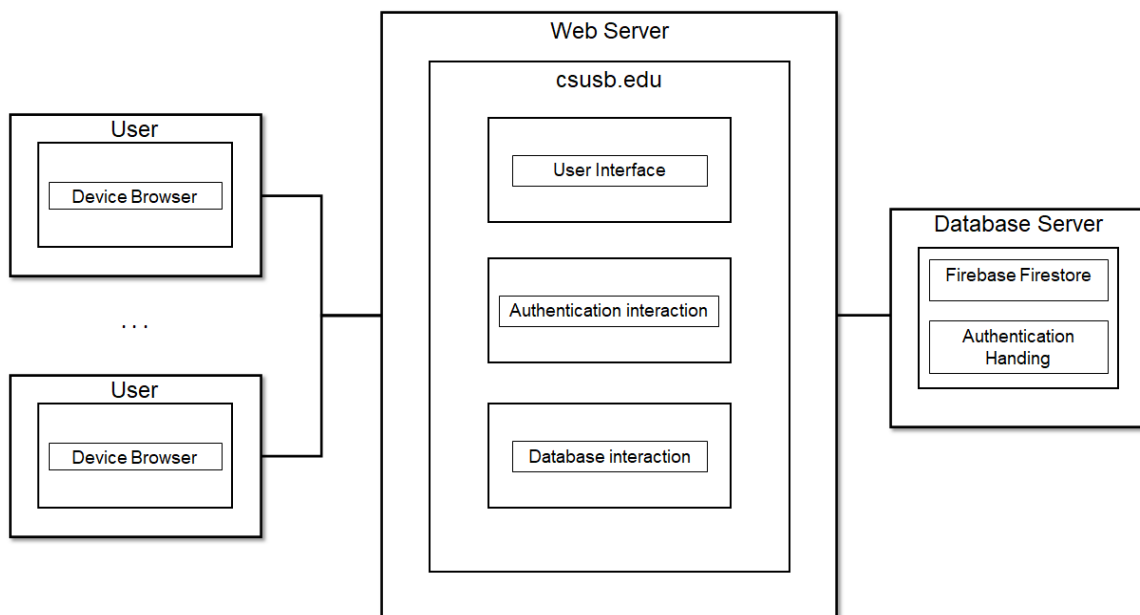 User
Device Browser
...
User
Device Browser
Web Server
csusb.edu
User Interface
Authentication interaction
Database interaction
Database Server
Firebase Firestore
Authentication
Handing